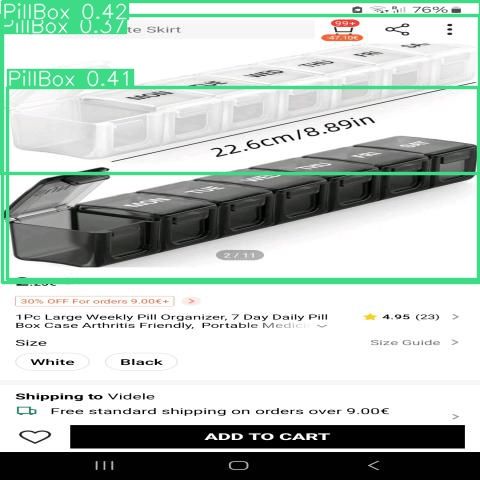 PillBox 0.42
PillBox 0.37
te Skirt
76%
99+
-47.10€
PillBox 0.41
MON TUE WED THU FRI SAT
22.6cm/8.89in
MON TUE WED THU FRI SAT
2 / 11
30% OFF For orders 9.00€+ >
1Pc Large Weekly Pill Organizer, 7 Day Daily Pill
Box Case Arthritis Friendly, Portable Medici
4.95 (23) >
Size
Size Guide >
White
Black
Shipping to Videle
Free standard shipping on orders over 9.00€ >
ADD TO CART